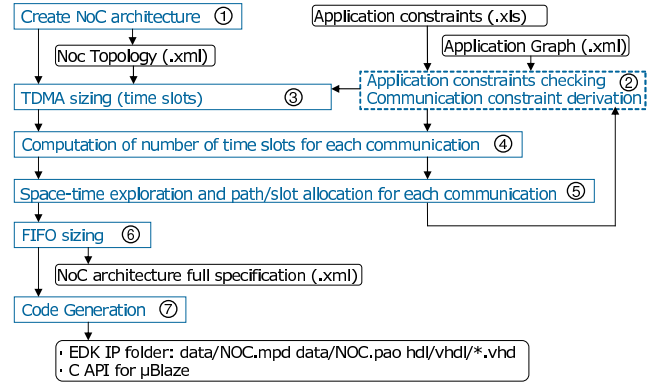 Create NoC architecture ①
Application constraints (.xls)
Application Graph (.xml)
Noc Topology (.xml)
Application constraints checking ②
Communication constraint derivation
TDMA sizing (time slots) ③
Computation of number of time slots for each communication ④
Space-time exploration and path/slot allocation for each communication ⑤
FIFO sizing ⑥
NoC architecture full specification (.xml)
Code Generation ⑦
· EDK IP folder: data/NOC.mpd data/NOC.pao hdl/vhdl/*.vhd
· C API for µBlaze